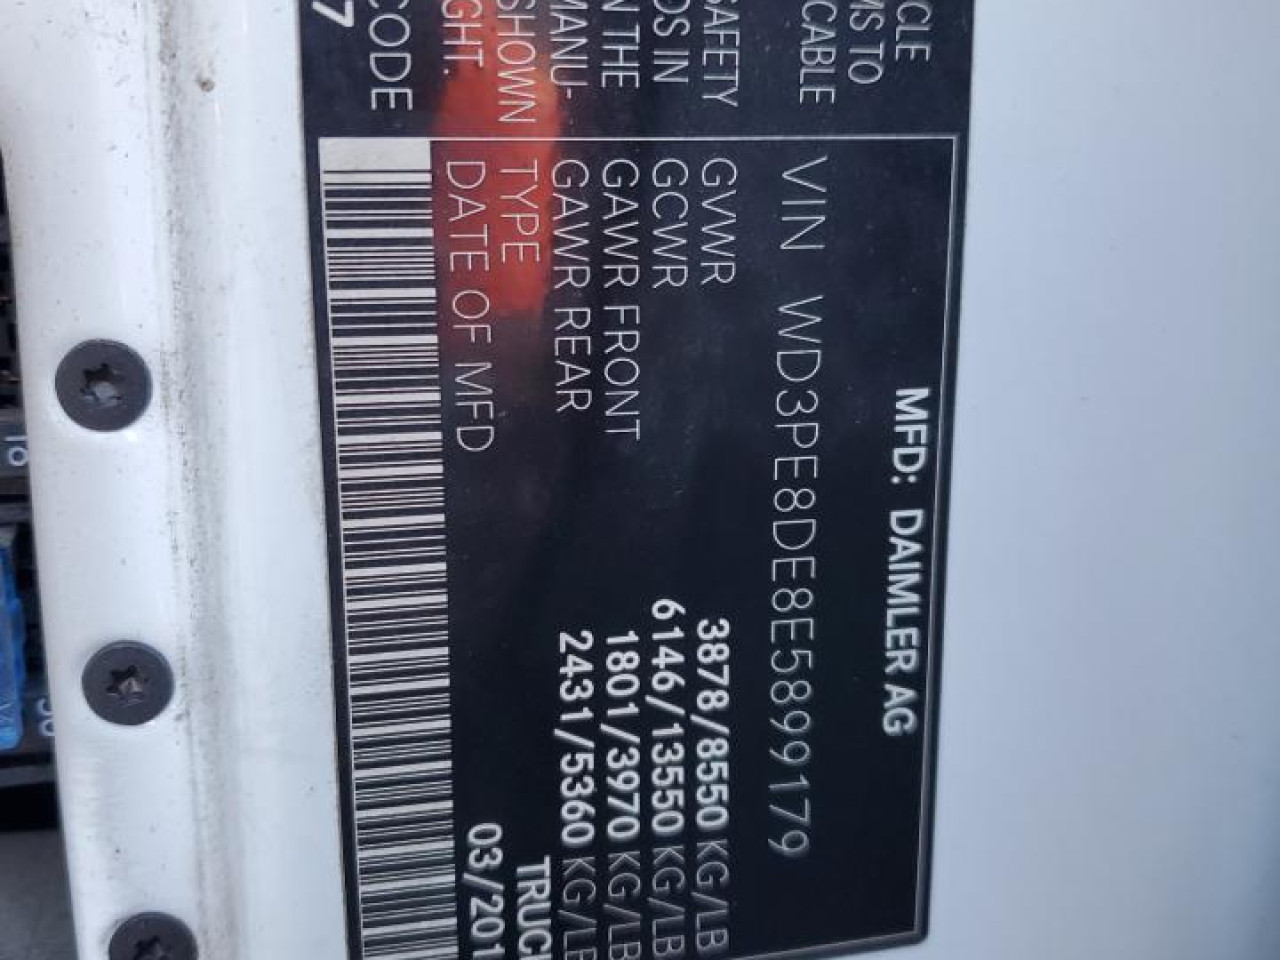 CLE
MS TO
CABLE
SAFETY
DS IN
N THE
MANU-
SHOWN
GHT.
CODE
7
MFD: DAIMLER AG
VIN WD3PE8DE8E5899179
GVWR 3878/8550 KG/LB
GCWR 6146/13550 KG/LB
GAWR FRONT 1801/3970 KG/LB
GAWR REAR 2431/5360 KG/LB
TYPE TRUC
DATE OF MFD 03/201